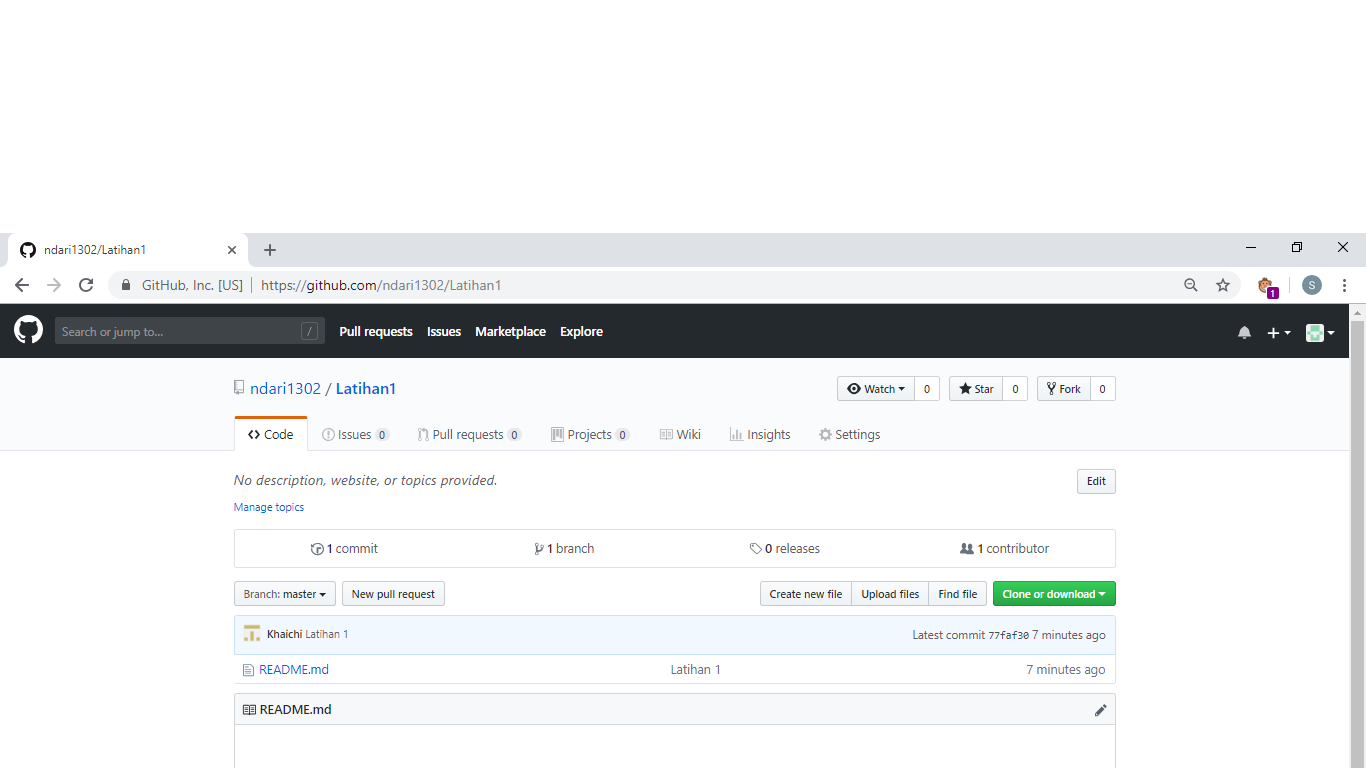 ndari1302/Latihan1
GitHub, Inc. [US] https://github.com/ndari1302/Latihan1
1
S
Search or jump to... / Pull requests Issues Marketplace Explore
ndari1302 / Latihan1 Watch 0 Star 0 Fork 0
Code Issues 0 Pull requests 0 Projects 0 Wiki Insights Settings
No description, website, or topics provided. Edit
Manage topics
1 commit 1 branch 0 releases 1 contributor
Branch: master New pull request Create new file Upload files Find file Clone or download
Khaichi Latihan 1 Latest commit 77faf30 7 minutes ago
README.md Latihan 1 7 minutes ago
README.md